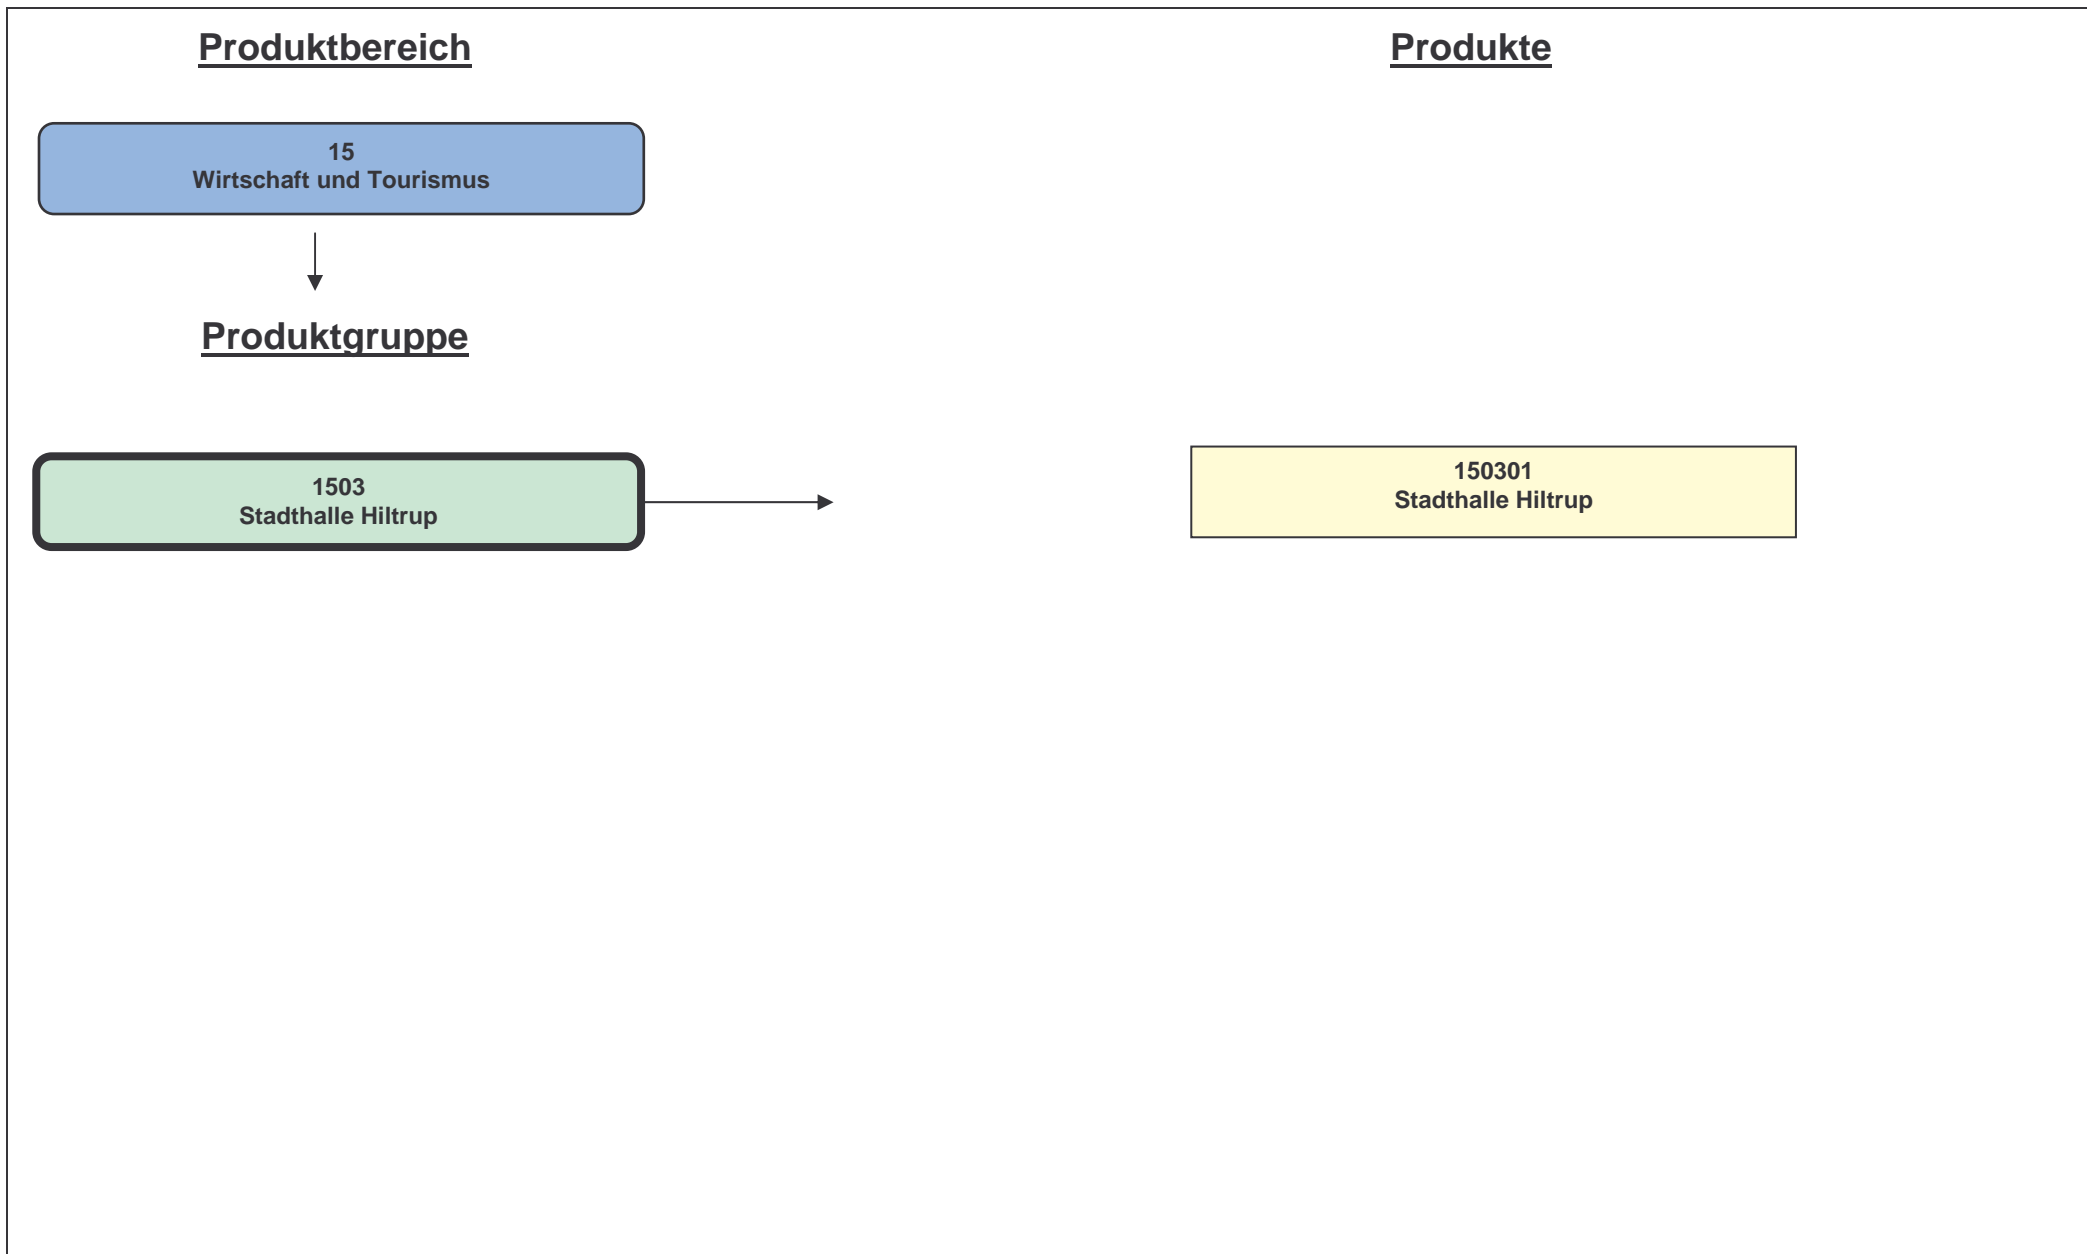 Produktbereich
Produkte
15
Wirtschaft und Tourismus
Produktgruppe
1503
Stadthalle Hiltrup
150301
Stadthalle Hiltrup